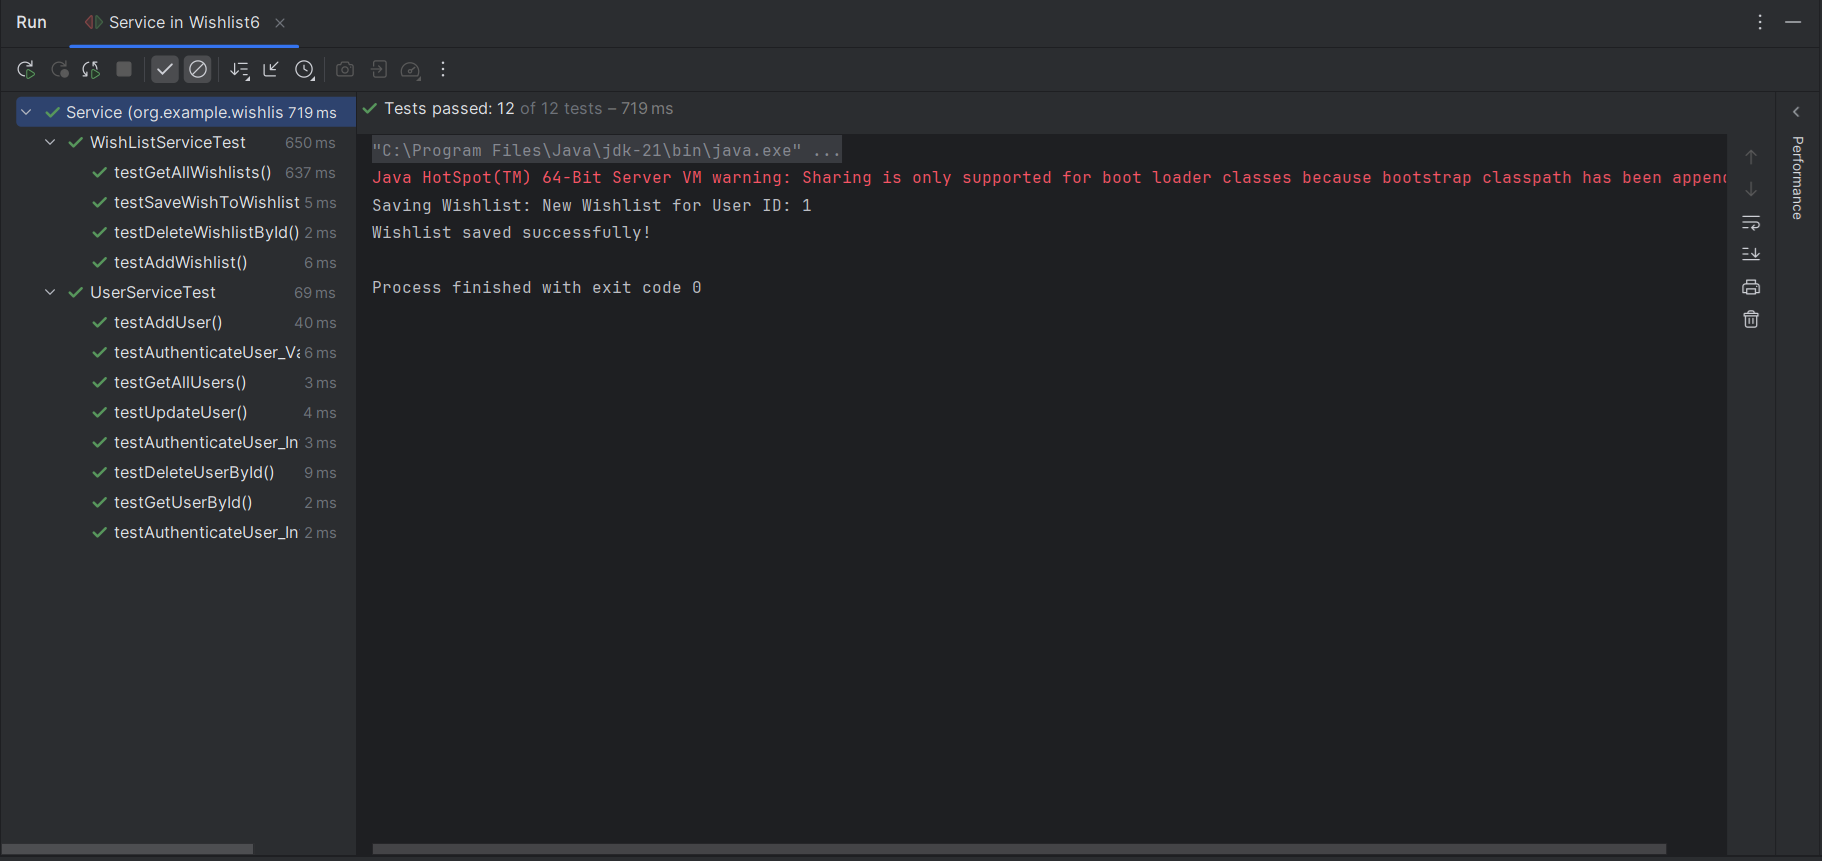 Run
Service in Wishlist6
Service (org.example.wishlis 719 ms
WishListServiceTest 650 ms
testGetAllWishlists() 637 ms
testSaveWishToWishlist 5 ms
testDeleteWishlistById() 2 ms
testAddWishlist() 6 ms
UserServiceTest 69 ms
testAddUser() 40 ms
testAuthenticateUser_Va 6 ms
testGetAllUsers() 3 ms
testUpdateUser() 4 ms
testAuthenticateUser_In 3 ms
testDeleteUserById() 9 ms
testGetUserById() 2 ms
testAuthenticateUser_In 2 ms
Tests passed: 12 of 12 tests – 719 ms
"C:\Program Files\Java\jdk-21\bin\java.exe" ...
Java HotSpot(TM) 64-Bit Server VM warning: Sharing is only supported for boot loader classes because bootstrap classpath has been append
Saving Wishlist: New Wishlist for User ID: 1
Wishlist saved successfully!
Process finished with exit code 0
Performance